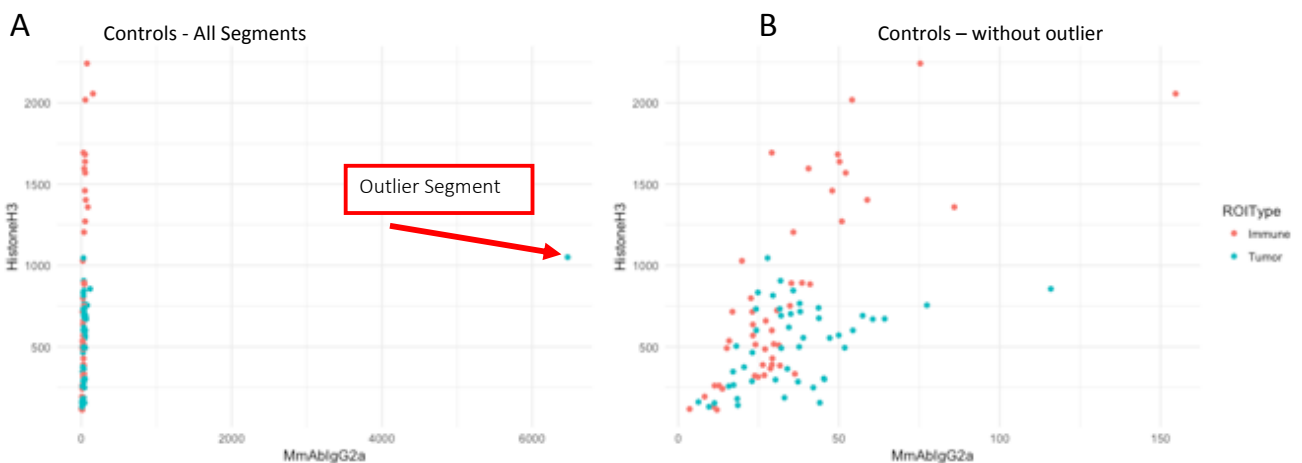 A
Controls - All Segments
2000
1500
1000
500
HistoneH3
0
2000
4000
6000
MmAbIgG2a
Outlier Segment
B
Controls – without outlier
2000
1500
1000
500
HistoneH3
0
50
100
150
MmAbIgG2a
ROIType
Immune
Tumor